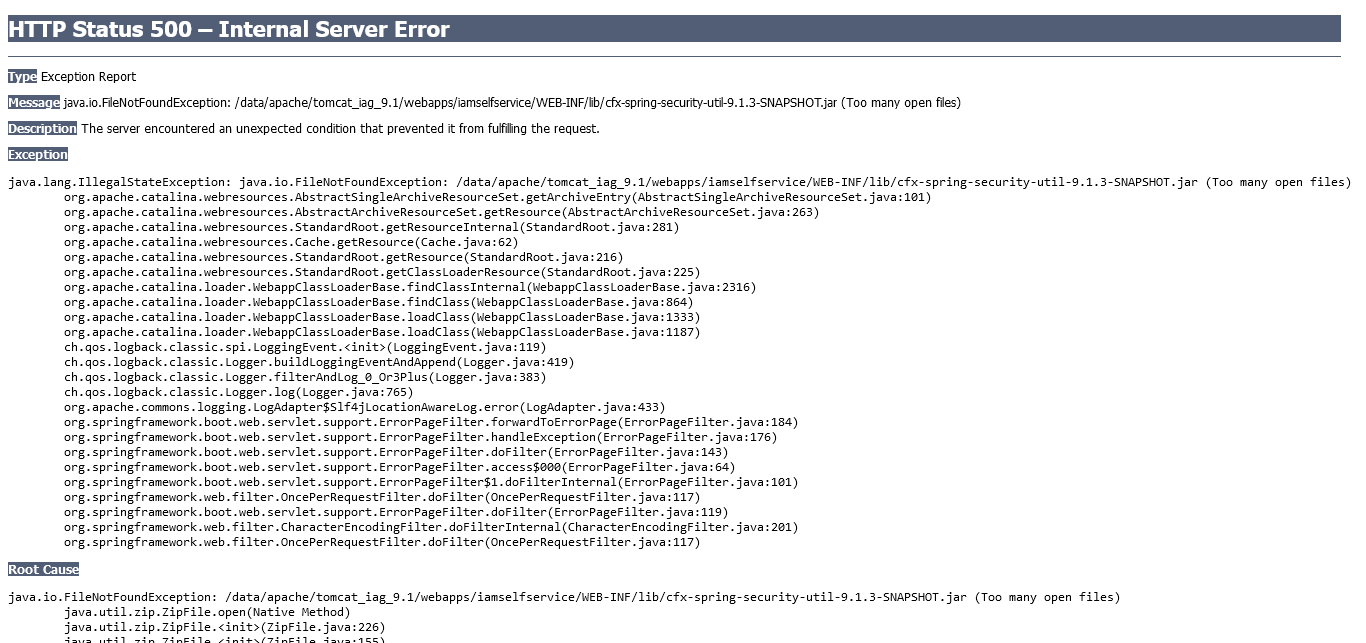 HTTP Status 500 – Internal Server Error
Type Exception Report
Message java.io.FileNotFoundException: /data/apache/tomcat_iag_9.1/webapps/iamselfservice/WEB-INF/lib/cfx-spring-security-util-9.1.3-SNAPSHOT.jar (Too many open files)
Description The server encountered an unexpected condition that prevented it from fulfilling the request.
Exception
java.lang.IllegalStateException: java.io.FileNotFoundException: /data/apache/tomcat_iag_9.1/webapps/iamselfservice/WEB-INF/lib/cfx-spring-security-util-9.1.3-SNAPSHOT.jar (Too many open files)
org.apache.catalina.webresources.AbstractSingleArchiveResourceSet.getArchiveEntry(AbstractSingleArchiveResourceSet.java:101)
org.apache.catalina.webresources.AbstractArchiveResourceSet.getResource(AbstractArchiveResourceSet.java:263)
org.apache.catalina.webresources.StandardRoot.getResourceInternal(StandardRoot.java:281)
org.apache.catalina.webresources.Cache.getResource(Cache.java:62)
org.apache.catalina.webresources.StandardRoot.getResource(StandardRoot.java:216)
org.apache.catalina.webresources.StandardRoot.getClassLoaderResource(StandardRoot.java:225)
org.apache.catalina.loader.WebappClassLoaderBase.findClassInternal(WebappClassLoaderBase.java:2316)
org.apache.catalina.loader.WebappClassLoaderBase.findClass(WebappClassLoaderBase.java:864)
org.apache.catalina.loader.WebappClassLoaderBase.loadClass(WebappClassLoaderBase.java:1333)
org.apache.catalina.loader.WebappClassLoaderBase.loadClass(WebappClassLoaderBase.java:1187)
ch.qos.logback.classic.spi.LoggingEvent.<init>(LoggingEvent.java:119)
ch.qos.logback.classic.Logger.buildLoggingEventAndAppend(Logger.java:419)
ch.qos.logback.classic.Logger.filterAndLog_0_Or3Plus(Logger.java:383)
ch.qos.logback.classic.Logger.log(Logger.java:765)
org.apache.commons.logging.LogAdapter$Slf4jLocationAwareLog.error(LogAdapter.java:433)
org.springframework.boot.web.servlet.support.ErrorPageFilter.forwardToErrorPage(ErrorPageFilter.java:184)
org.springframework.boot.web.servlet.support.ErrorPageFilter.handleException(ErrorPageFilter.java:176)
org.springframework.boot.web.servlet.support.ErrorPageFilter.doFilter(ErrorPageFilter.java:143)
org.springframework.boot.web.servlet.support.ErrorPageFilter.access$000(ErrorPageFilter.java:64)
org.springframework.boot.web.servlet.support.ErrorPageFilter$1.doFilterInternal(ErrorPageFilter.java:101)
org.springframework.web.filter.OncePerRequestFilter.doFilter(OncePerRequestFilter.java:117)
org.springframework.boot.web.servlet.support.ErrorPageFilter.doFilter(ErrorPageFilter.java:119)
org.springframework.web.filter.CharacterEncodingFilter.doFilterInternal(CharacterEncodingFilter.java:201)
org.springframework.web.filter.OncePerRequestFilter.doFilter(OncePerRequestFilter.java:117)
Root Cause
java.io.FileNotFoundException: /data/apache/tomcat_iag_9.1/webapps/iamselfservice/WEB-INF/lib/cfx-spring-security-util-9.1.3-SNAPSHOT.jar (Too many open files)
java.util.zip.ZipFile.open(Native Method)
java.util.zip.ZipFile.<init>(ZipFile.java:226)
java.util.zip.ZipFile.<init>(ZipFile.java:155)